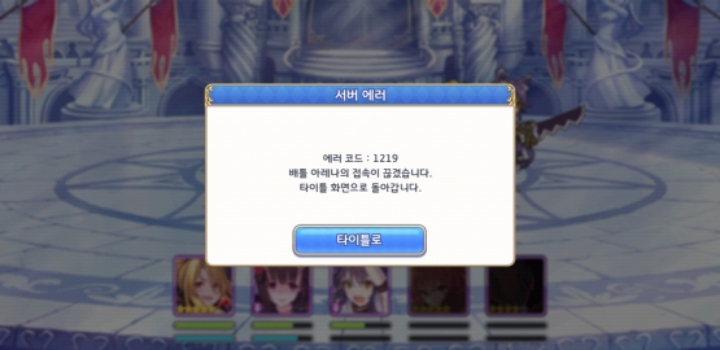 서버 에러
에러 코드 : 1219
배틀 아레나의 접속이 끊겼습니다.
타이틀 화면으로 돌아갑니다.
타이틀로